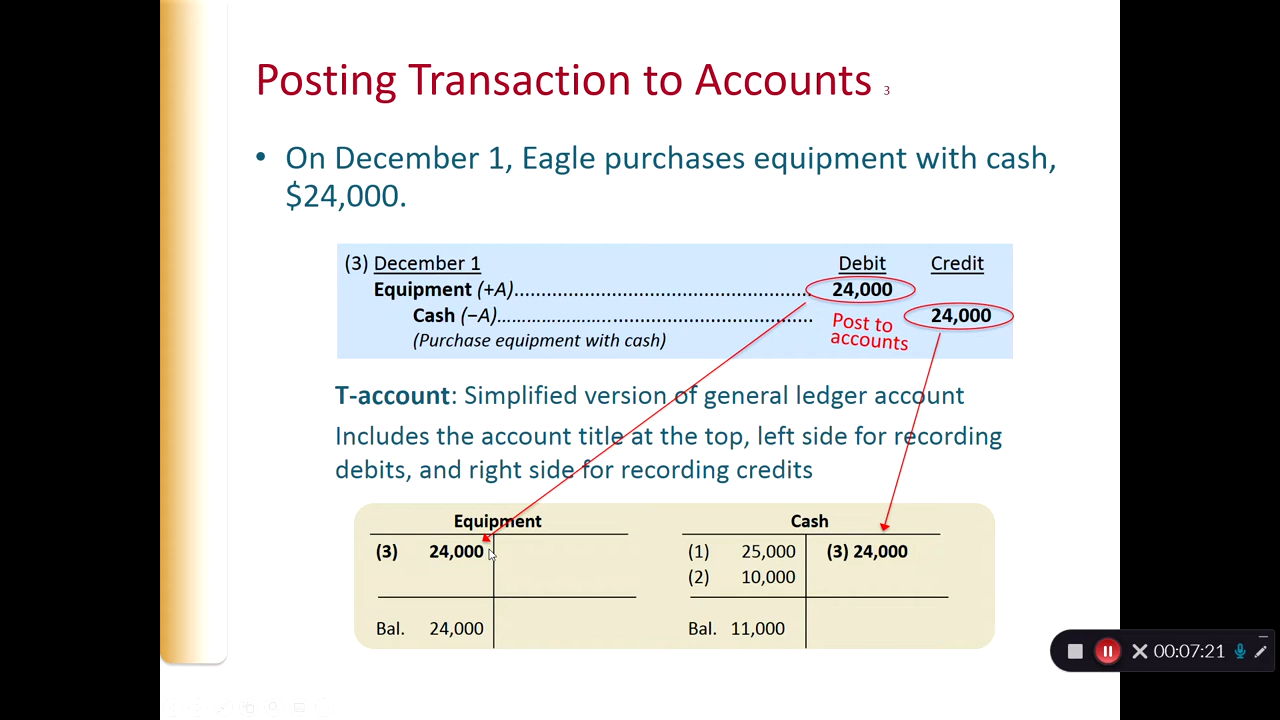 Posting Transaction to Accounts 3
• On December 1, Eagle purchases equipment with cash,
$24,000.
(3) December 1 Debit Credit
Equipment (+A)........................................................ 24,000
Cash (−A)............................................................ 24,000
(Purchase equipment with cash)
Post to
accounts
T-account: Simplified version of general ledger account
Includes the account title at the top, left side for recording
debits, and right side for recording credits
Equipment
(3) 24,000
Bal. 24,000
Cash
(1) 25,000 (3) 24,000
(2) 10,000
Bal. 11,000
00:07:21